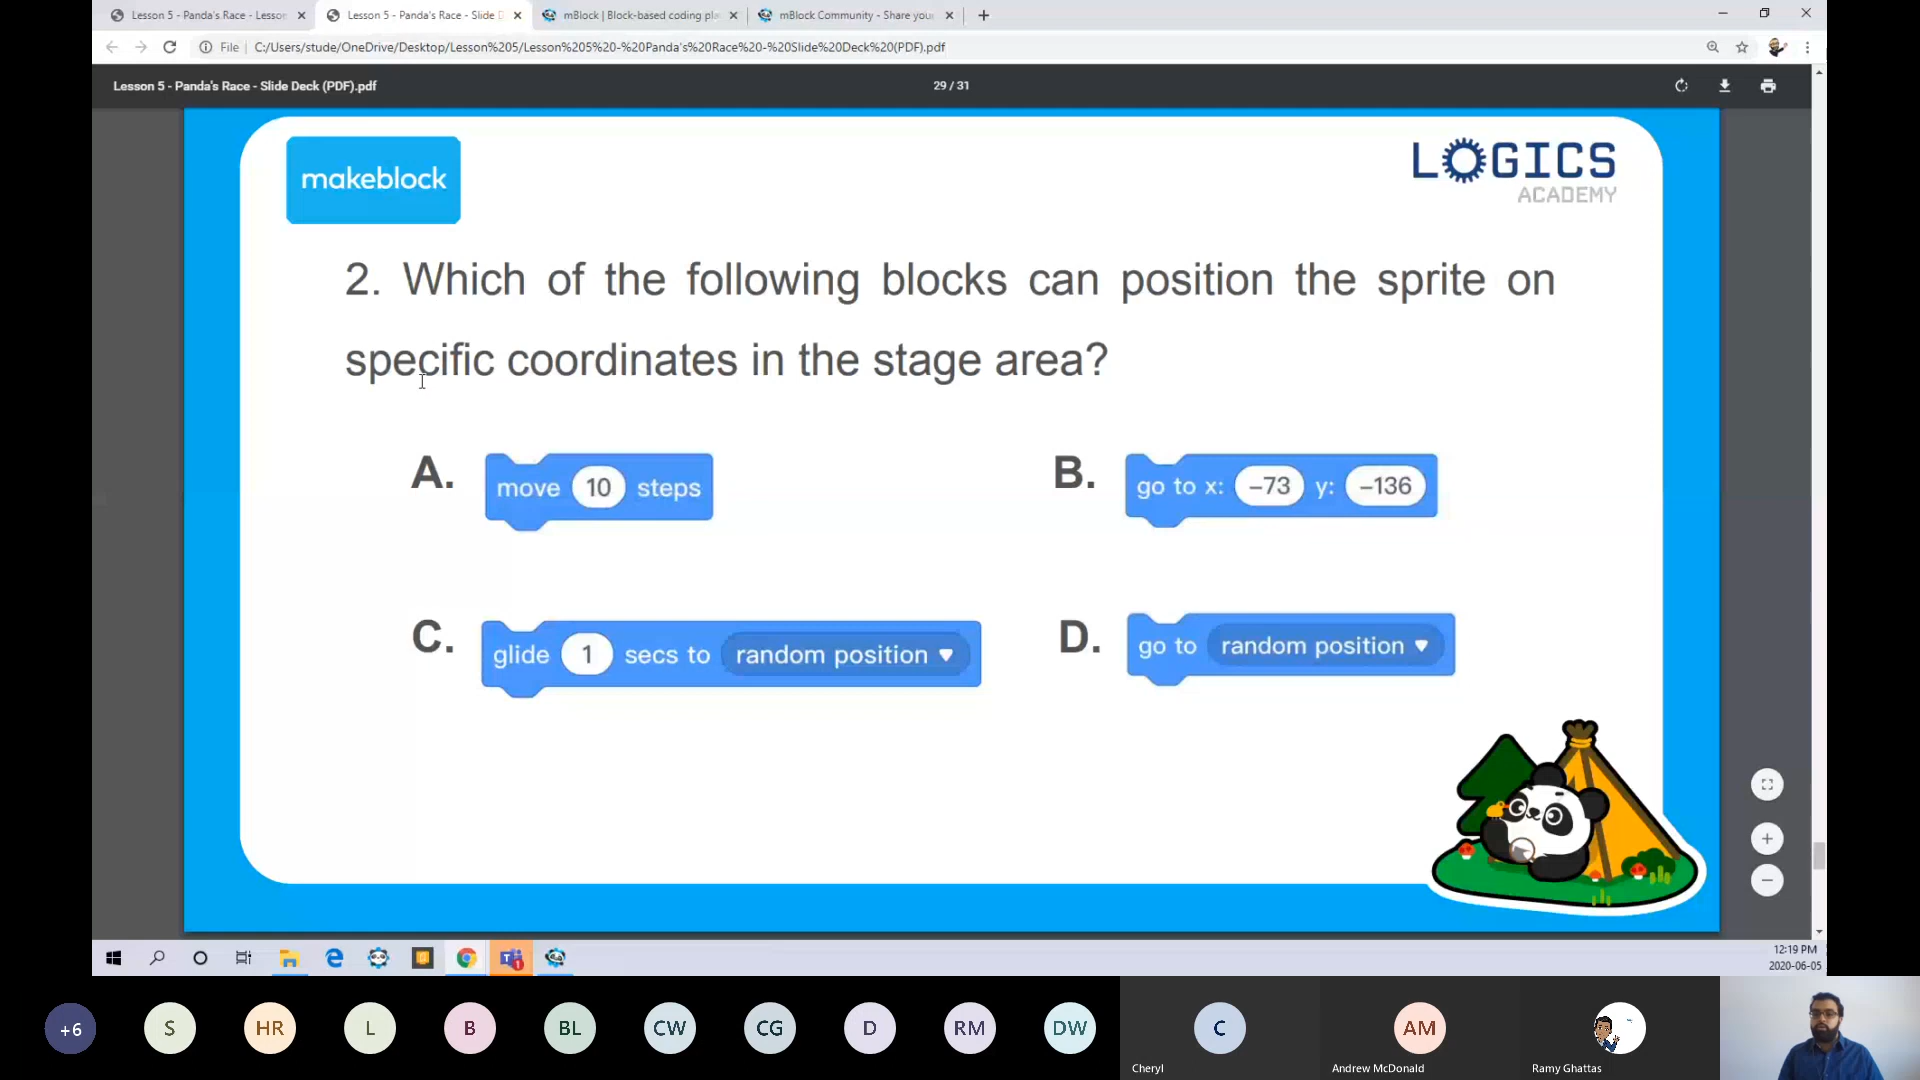 Lesson 5 - Panda's Race - Lesso
Lesson 5 - Panda's Race - Slide D
mBlock | Block-based coding pla
mBlock Community - Share your
File
C:/Users/stude/OneDrive/Desktop/Lesson%205/Lesson%205%20-%20Panda's%20Race%20-%20Slide%20Deck%20(PDF).pdf
Lesson 5 - Panda's Race - Slide Deck (PDF).pdf
29 / 31
makeblock
LOGICS
ACADEMY
2. Which of the following blocks can position the sprite on
specific coordinates in the stage area?
A. move 10 steps
B. go to x: -73 y: -136
C. glide 1 secs to random position
D. go to random position
12:19 PM
2020-06-05
+6 S HR L B BL CW CG D RM DW C AM
Cheryl
Andrew McDonald
Ramy Ghattas